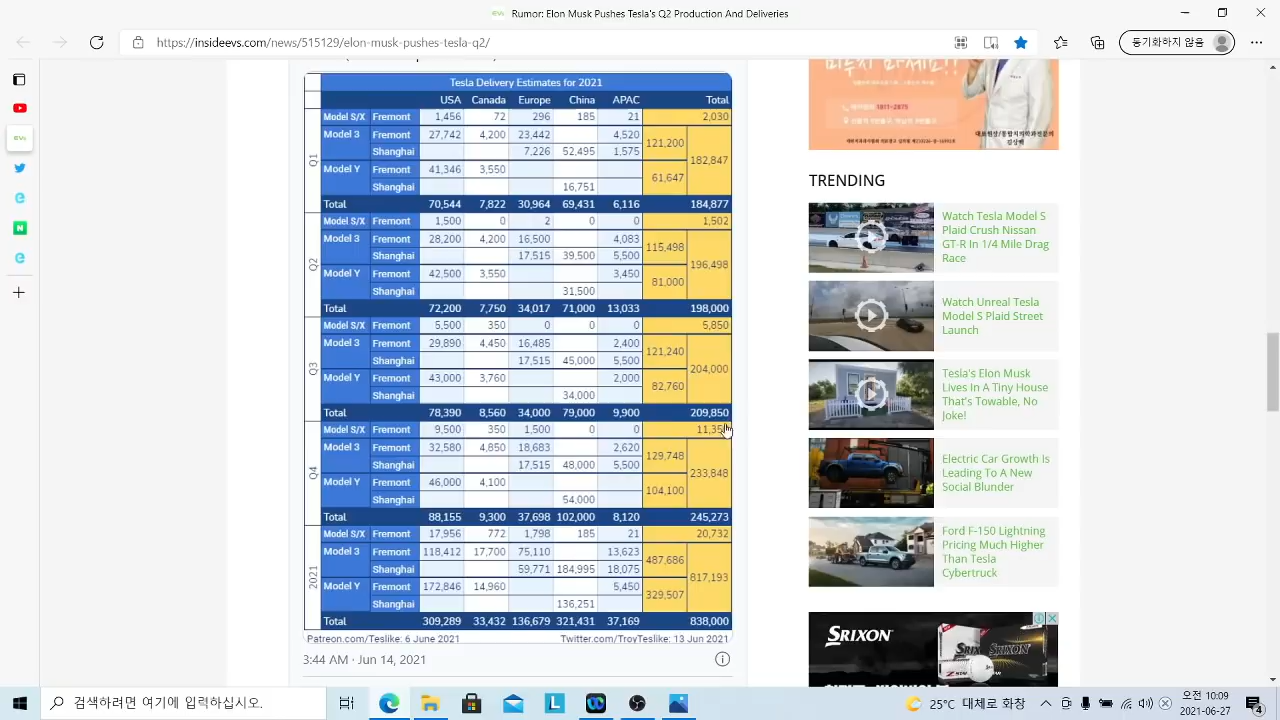 Rumor: Elon Musk Pushes Tesla's Q2 Production And Deliveries
https://insideevs.com/news/515129/elon-musk-pushes-tesla-q2/
동기화하지 않음
Tesla Delivery Estimates for 2021
USA Canada Europe China APAC Total
Q1
Model S/X Fremont 1,456 72 296 185 21 2,030
Model 3 Fremont 27,742 4,200 23,442 4,520 121,200 182,847
Shanghai 7,226 52,495 1,575
Model Y Fremont 41,346 3,550 61,647
Shanghai 16,751
Total 70,544 7,822 30,964 69,431 6,116 184,877
Q2
Model S/X Fremont 1,500 0 2 0 0 1,502
Model 3 Fremont 28,200 4,200 16,500 4,083 115,498 196,498
Shanghai 17,515 39,500 5,500
Model Y Fremont 42,500 3,550 3,450 81,000
Shanghai 31,500
Total 72,200 7,750 34,017 71,000 13,033 198,000
Q3
Model S/X Fremont 5,500 350 0 0 0 5,850
Model 3 Fremont 29,890 4,450 16,485 2,400 121,240 204,000
Shanghai 17,515 45,000 5,500
Model Y Fremont 43,000 3,760 2,000 82,760
Shanghai 34,000
Total 78,390 8,560 34,000 79,000 9,900 209,850
Q4
Model S/X Fremont 9,500 350 1,500 0 0 11,350
Model 3 Fremont 32,580 4,850 18,683 2,620 129,748 233,848
Shanghai 17,515 48,000 5,500
Model Y Fremont 46,000 4,100 104,100
Shanghai 54,000
Total 88,155 9,300 37,698 102,000 8,120 245,273
2021
Model S/X Fremont 17,956 772 1,798 185 21 20,732
Model 3 Fremont 118,412 17,700 75,110 13,623 487,686 817,193
Shanghai 59,771 184,995 18,075
Model Y Fremont 172,846 14,960 5,450 329,507
Shanghai 136,251
Total 309,289 33,432 136,679 321,431 37,169 838,000
Patreon.com/Teslike: 6 June 2021 Twitter.com/TroyTeslike: 13 Jun 2021
3:44 AM · Jun 14, 2021
1811-2875
대표원장/통합치의학과전문의
김상혁
TRENDING
Watch Tesla Model S
Plaid Crush Nissan
GT-R In 1/4 Mile Drag
Race
Watch Unreal Tesla
Model S Plaid Street
Launch
Tesla's Elon Musk
Lives In A Tiny House
That's Towable, No
Joke!
Electric Car Growth Is
Leading To A New
Social Blunder
Ford F-150 Lightning
Pricing Much Higher
Than Tesla
Cybertruck
SRIXON
검색하려면 여기에 입력하십시오.
25°C 대체로 화창
오전 10:09
2021-06-27